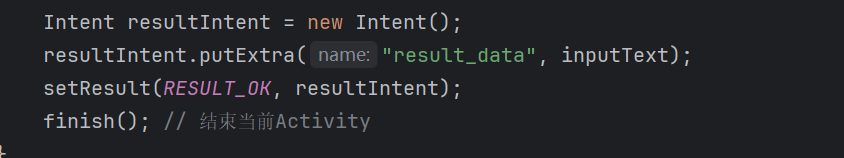 Intent resultIntent = new Intent();
resultIntent.putExtra( name: "result_data", inputText);
setResult(RESULT_OK, resultIntent);
finish(); // 结束当前Activity
}